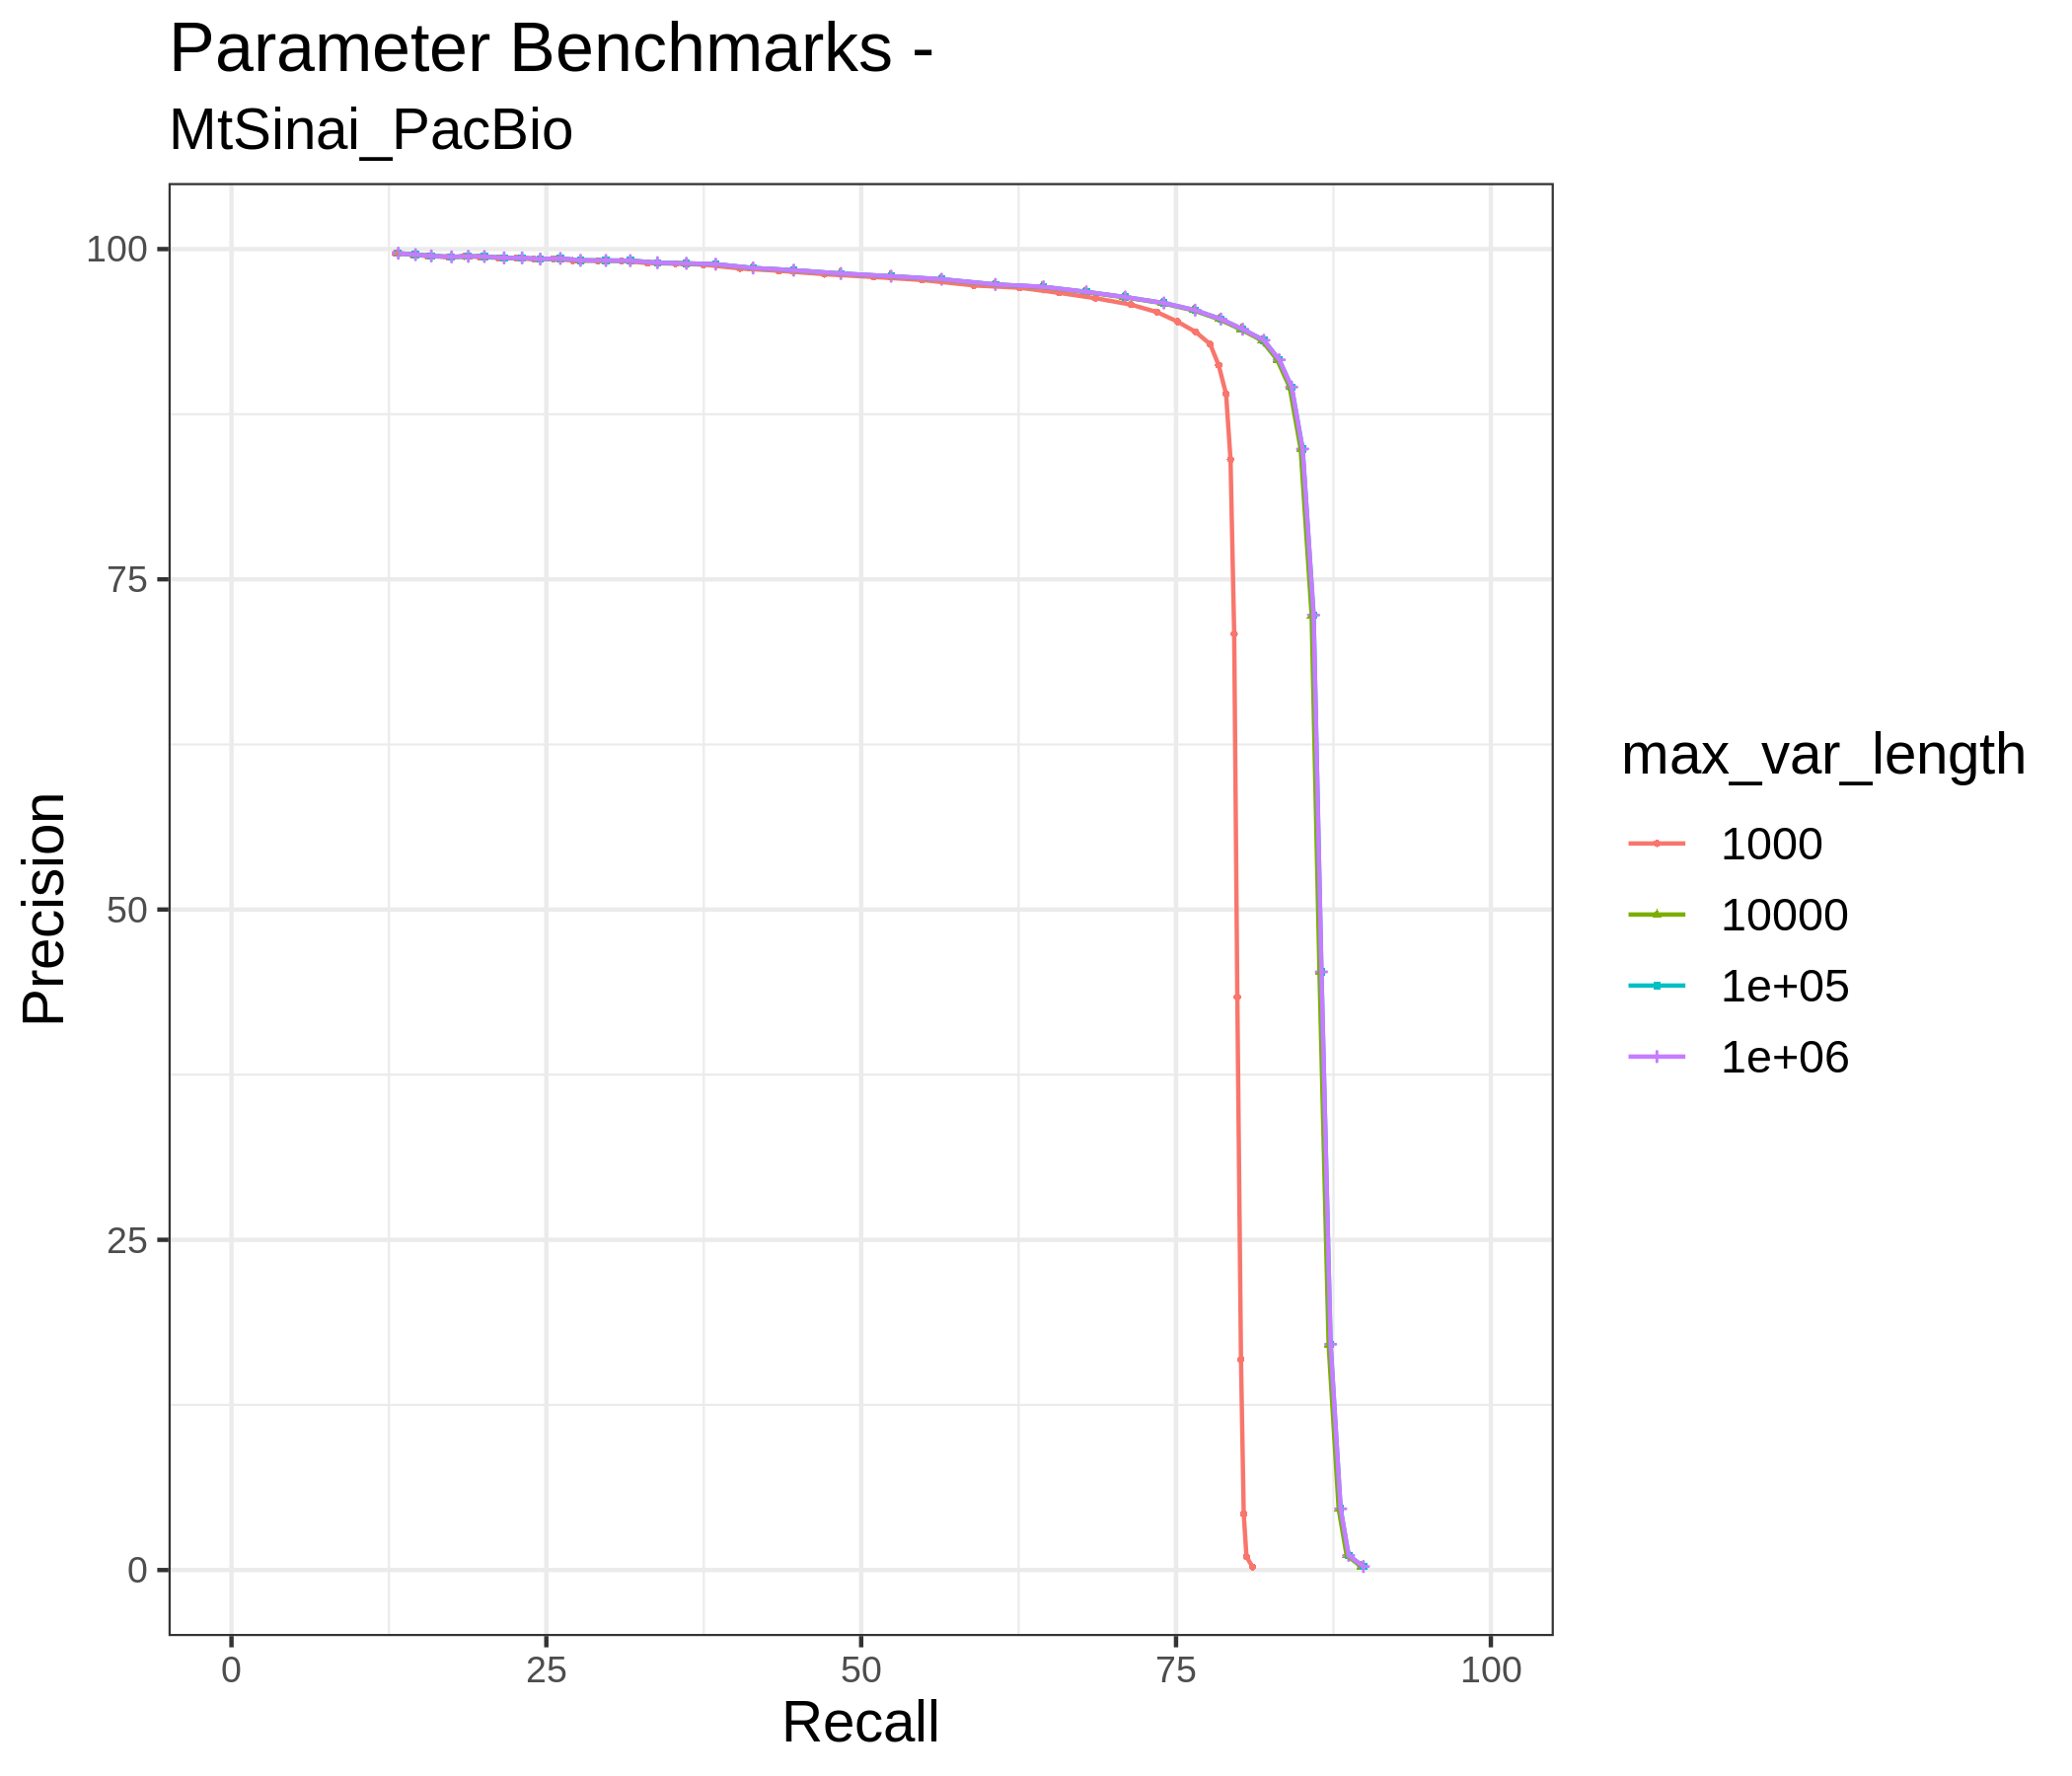 Parameter Benchmarks -
MtSinai_PacBio
Precision
100
75
50
25
0
0 25 50 75 100
Recall
max_var_length
1000
10000
1e+05
1e+06